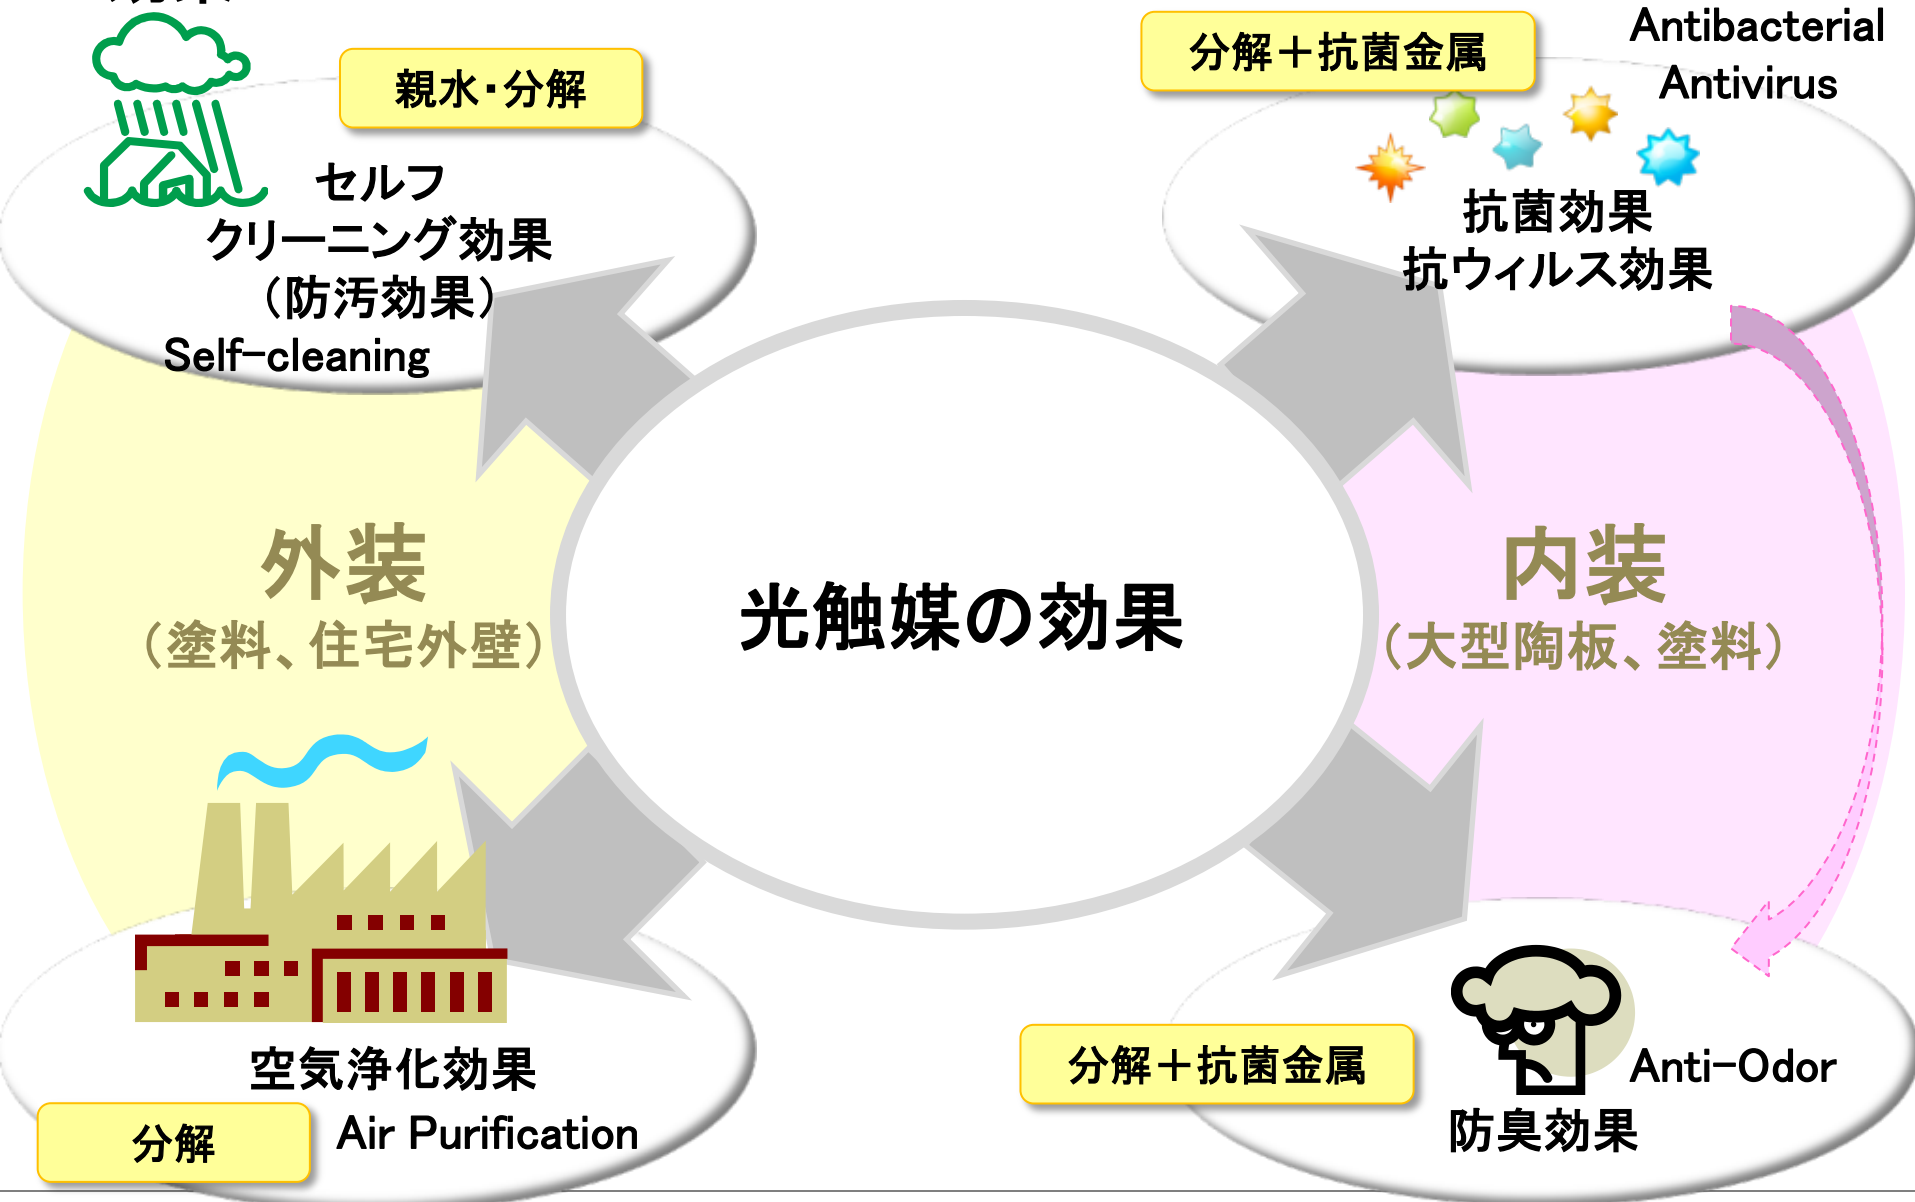 親水・分解
セルフ
クリーニング効果
（防汚効果）
Self-cleaning
分解＋抗菌金属
Antibacterial
Antivirus
抗菌効果
抗ウィルス効果
外装
（塗料、住宅外壁）
光触媒の効果
内装
（大型陶板、塗料）
空気浄化効果
Air Purification
分解
分解＋抗菌金属
Anti-Odor
防臭効果